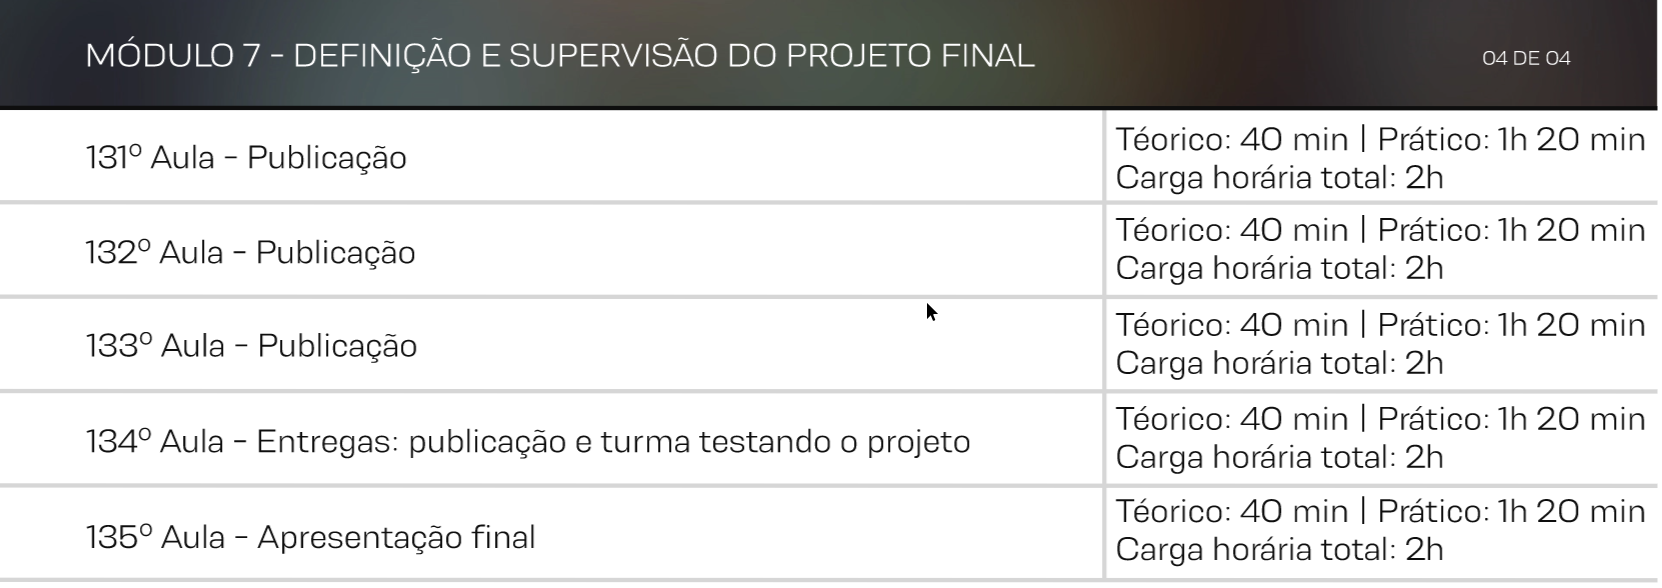 MÓDULO 7 - DEFINIÇÃO E SUPERVISÃO DO PROJETO FINAL
04 DE 04
131º Aula - Publicação
Téorico: 40 min | Prático: 1h 20 min
Carga horária total: 2h
132º Aula - Publicação
Téorico: 40 min | Prático: 1h 20 min
Carga horária total: 2h
133º Aula - Publicação
Téorico: 40 min | Prático: 1h 20 min
Carga horária total: 2h
134º Aula - Entregas: publicação e turma testando o projeto
Téorico: 40 min | Prático: 1h 20 min
Carga horária total: 2h
135º Aula - Apresentação final
Téorico: 40 min | Prático: 1h 20 min
Carga horária total: 2h